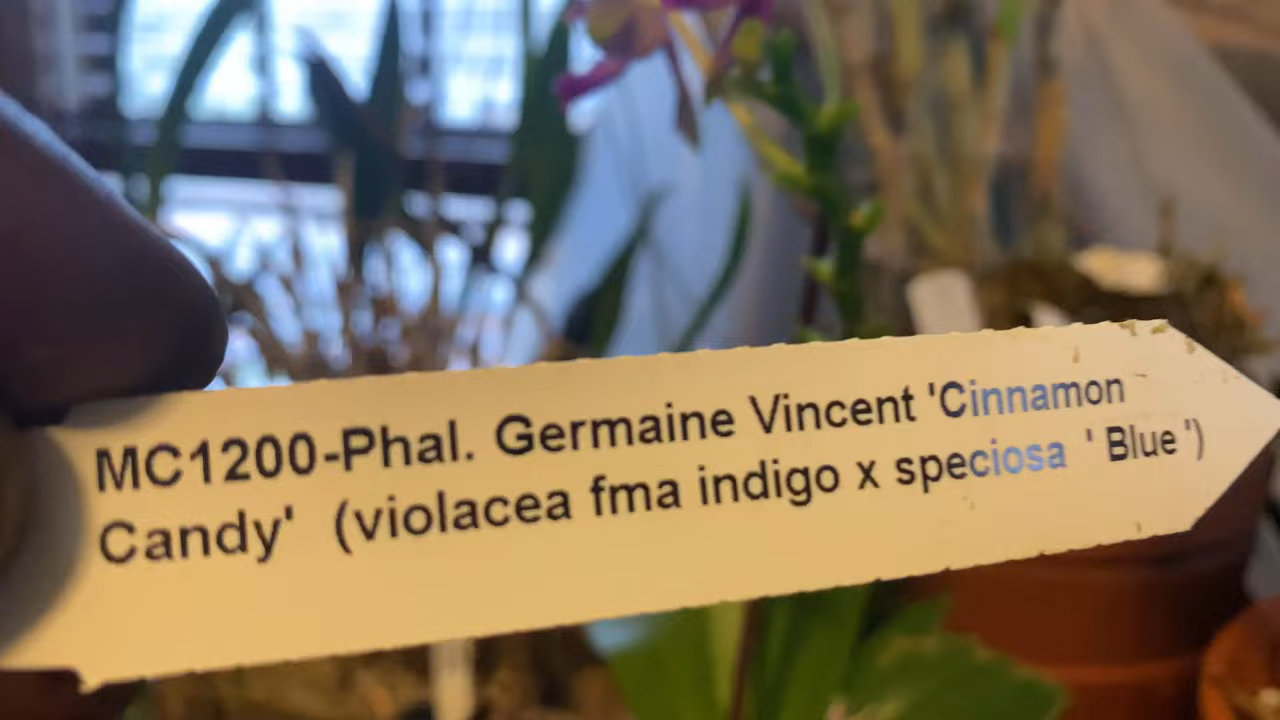 MC1200-Phal. Germaine Vincent 'Cinnamon
Candy' (violacea fma indigo x speciosa ' Blue ')